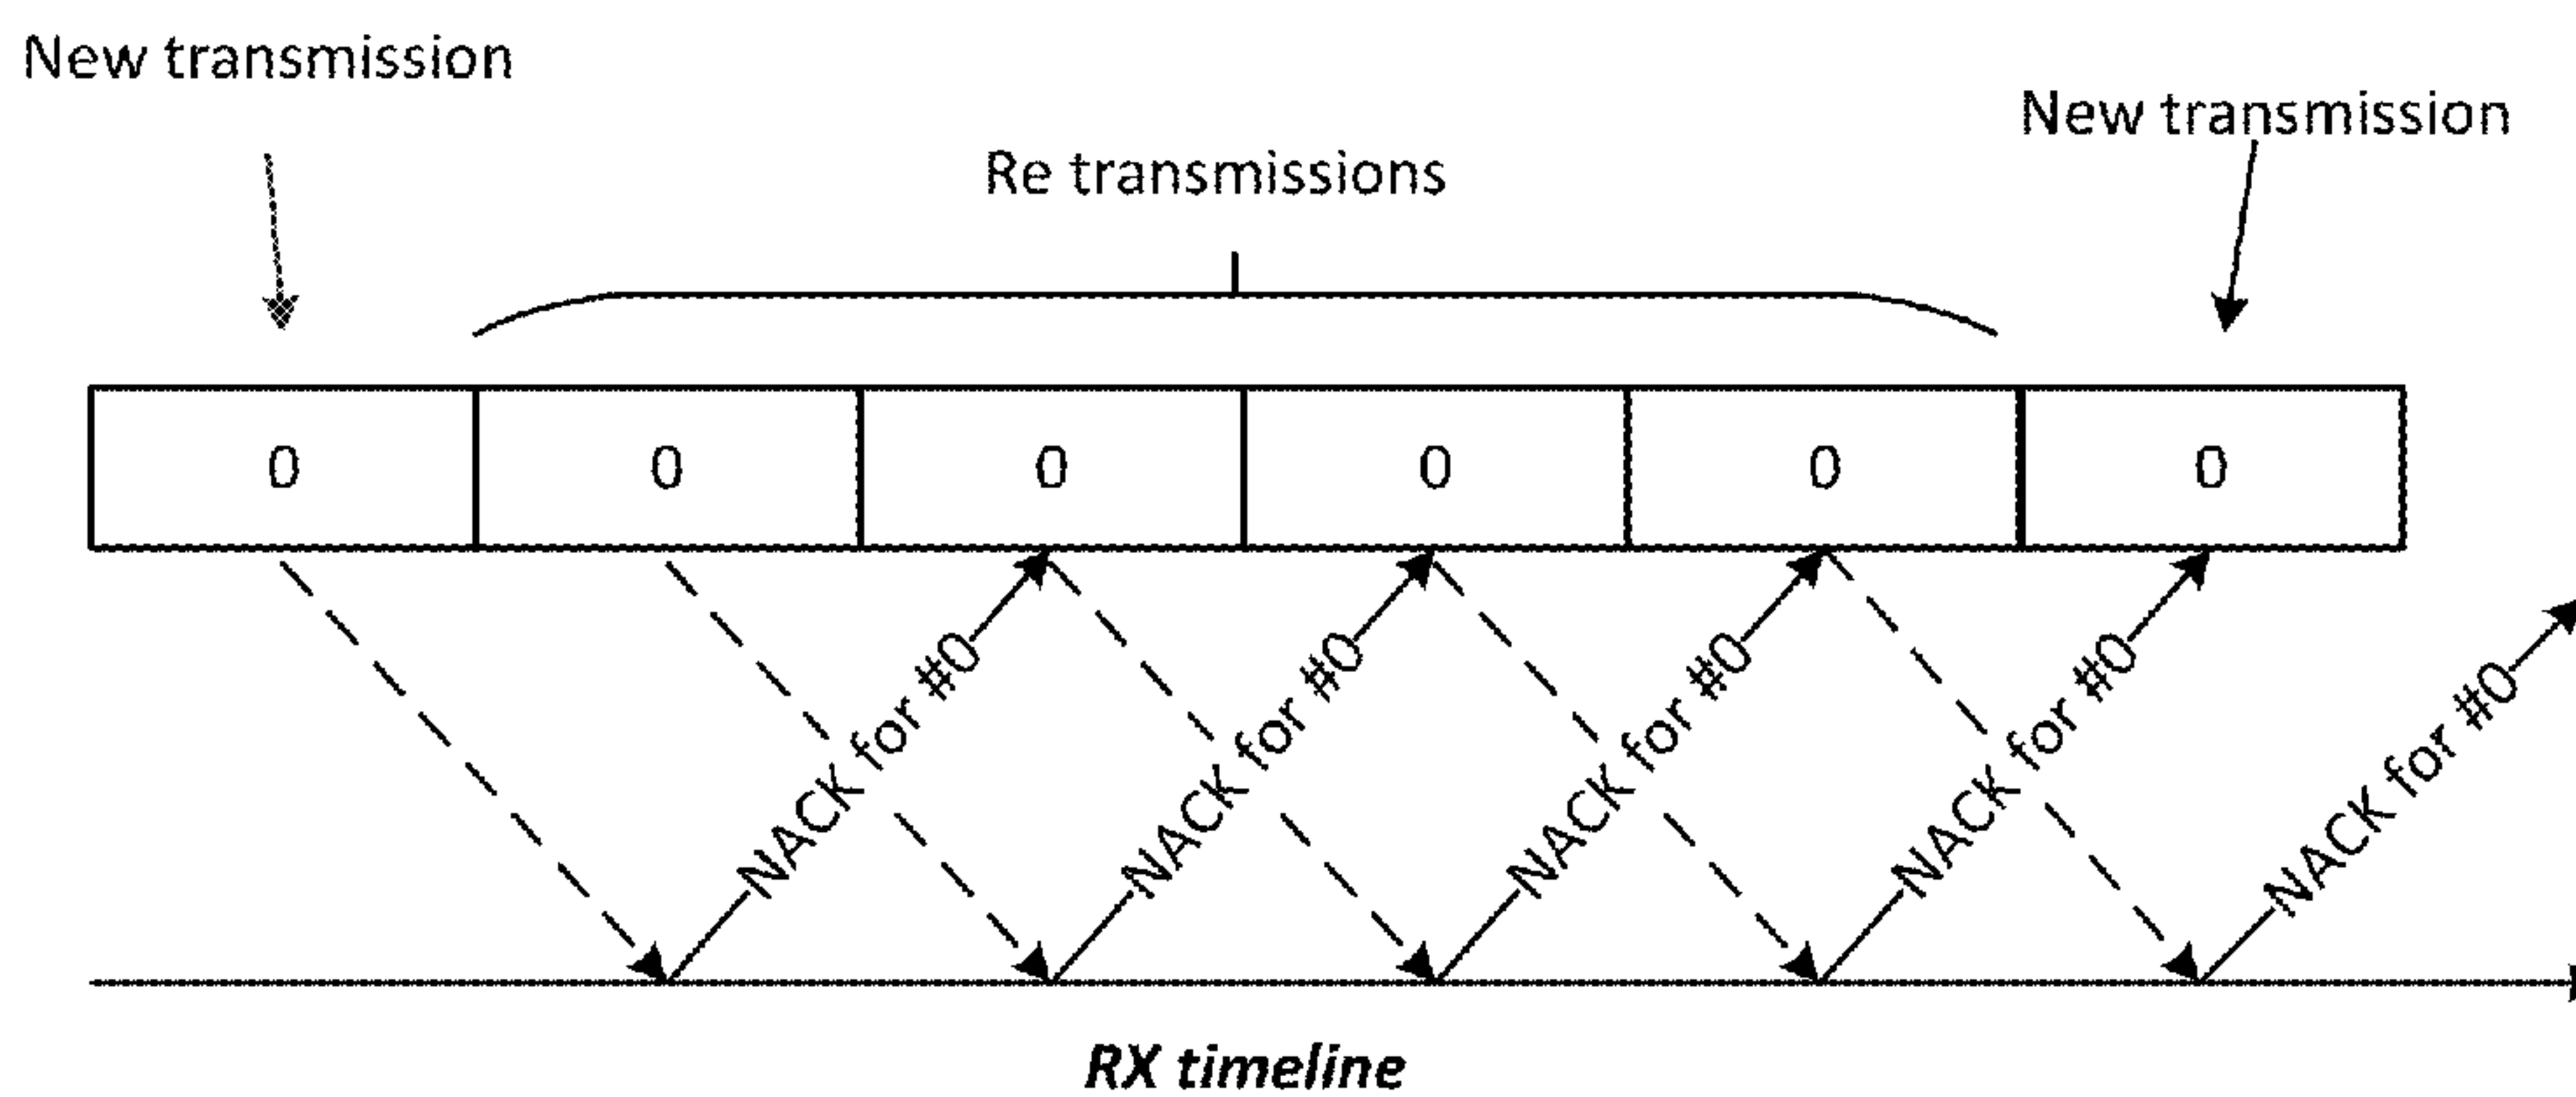 New transmission
New transmission
Re transmissions
0
0
0
0
0
0
NACK for #0
NACK for #0
NACK for #0
NACK for #0
NACK for #0
RX timeline